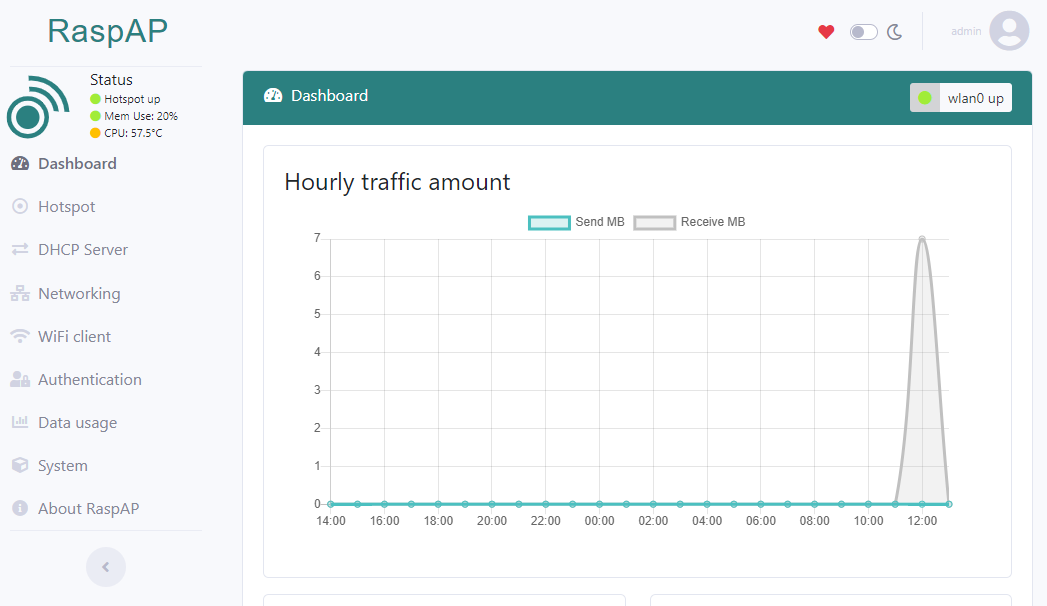 RaspAP
admin
Status
Hotspot up
Mem Use: 20%
CPU: 57.5°C
Dashboard
Hotspot
DHCP Server
Networking
WiFi client
Authentication
Data usage
System
About RaspAP
Dashboard
wlan0 up
Hourly traffic amount
Send MB Receive MB
7
6
5
4
3
2
1
0
14:00 16:00 18:00 20:00 22:00 00:00 02:00 04:00 06:00 08:00 10:00 12:00